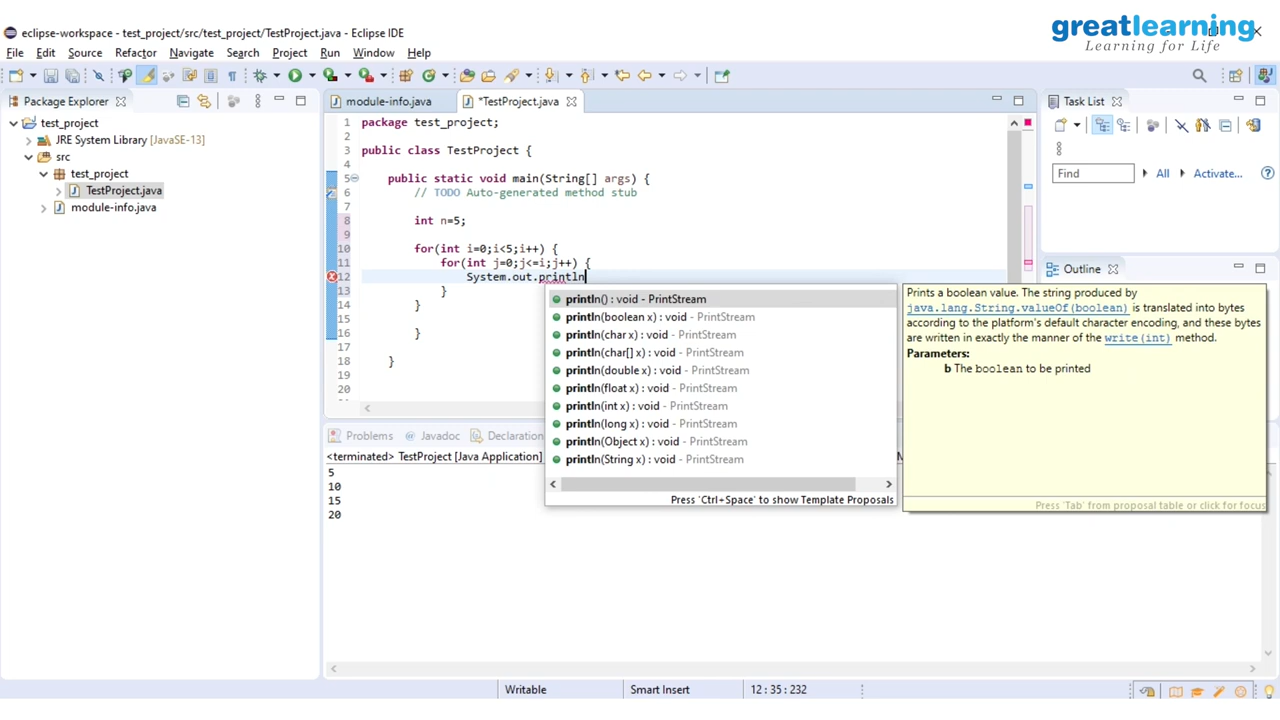 eclipse-workspace - test_project/src/test_project/TestProject.java - Eclipse IDE
greatlearning
Learning for Life
File Edit Source Refactor Navigate Search Project Run Window Help
Package Explorer
module-info.java
*TestProject.java
Task List
test_project
JRE System Library [JavaSE-13]
src
test_project
TestProject.java
module-info.java
1 package test_project;
2
3 public class TestProject {
4
5 public static void main(String[] args) {
6 // TODO Auto-generated method stub
7
8 int n=5;
9
10 for(int i=0;i<5;i++) {
11 for(int j=0;j<=i;j++) {
12 System.out.println
13 }
14 }
15
16 }
17
18 }
19
20
Find
All
Activate...
Outline
println() : void - PrintStream
println(boolean x) : void - PrintStream
println(char x) : void - PrintStream
println(char[] x) : void - PrintStream
println(double x) : void - PrintStream
println(float x) : void - PrintStream
println(int x) : void - PrintStream
println(long x) : void - PrintStream
println(Object x) : void - PrintStream
println(String x) : void - PrintStream
Press 'Ctrl+Space' to show Template Proposals
Prints a boolean value. The string produced by
java.lang.String.valueOf(boolean) is translated into bytes
according to the platform's default character encoding, and these bytes
are written in exactly the manner of the write(int) method.
Parameters:
b The boolean to be printed
Press 'Tab' from proposal table or click for focus
Problems Javadoc Declaration
<terminated> TestProject [Java Application]
5
10
15
20
Writable
Smart Insert
12 : 35 : 232